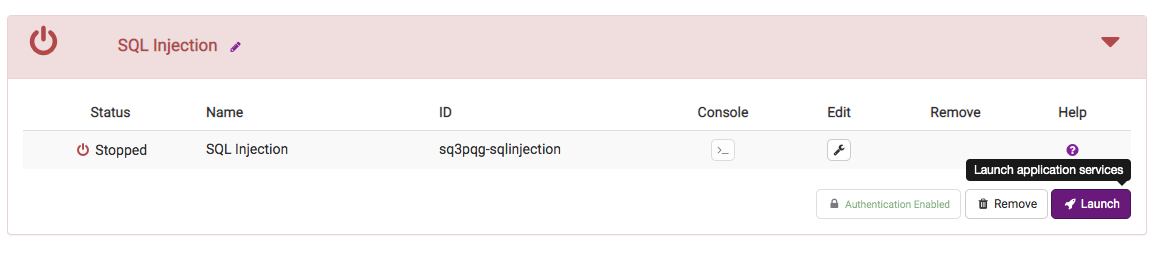 SQL Injection
Status Name ID Console Edit Remove Help
Stopped SQL Injection sq3pqg-sqlinjection >_ ?
Launch application services
Authentication Enabled Remove Launch